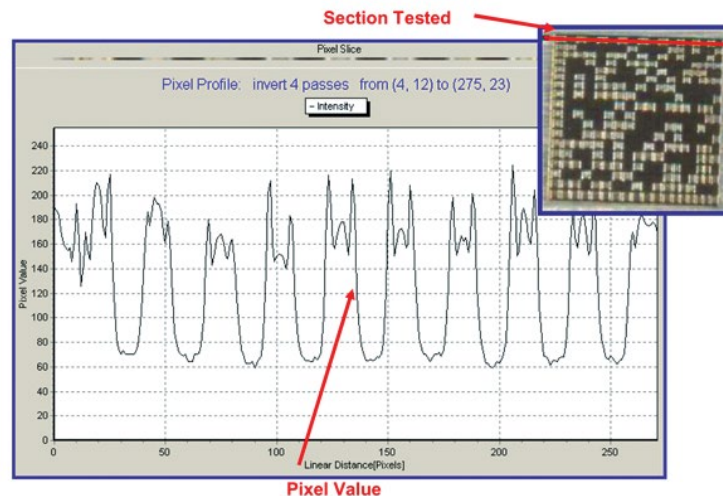 Section Tested
Pixel Slice
Pixel Profile: invert 4 passes from (4, 12) to (275, 23)
Intensity
240
220
200
180
160
140
120
100
80
60
40
20
0
Pixel Value
0
50
100
150
200
250
Linear Distance[Pixels]
Pixel Value